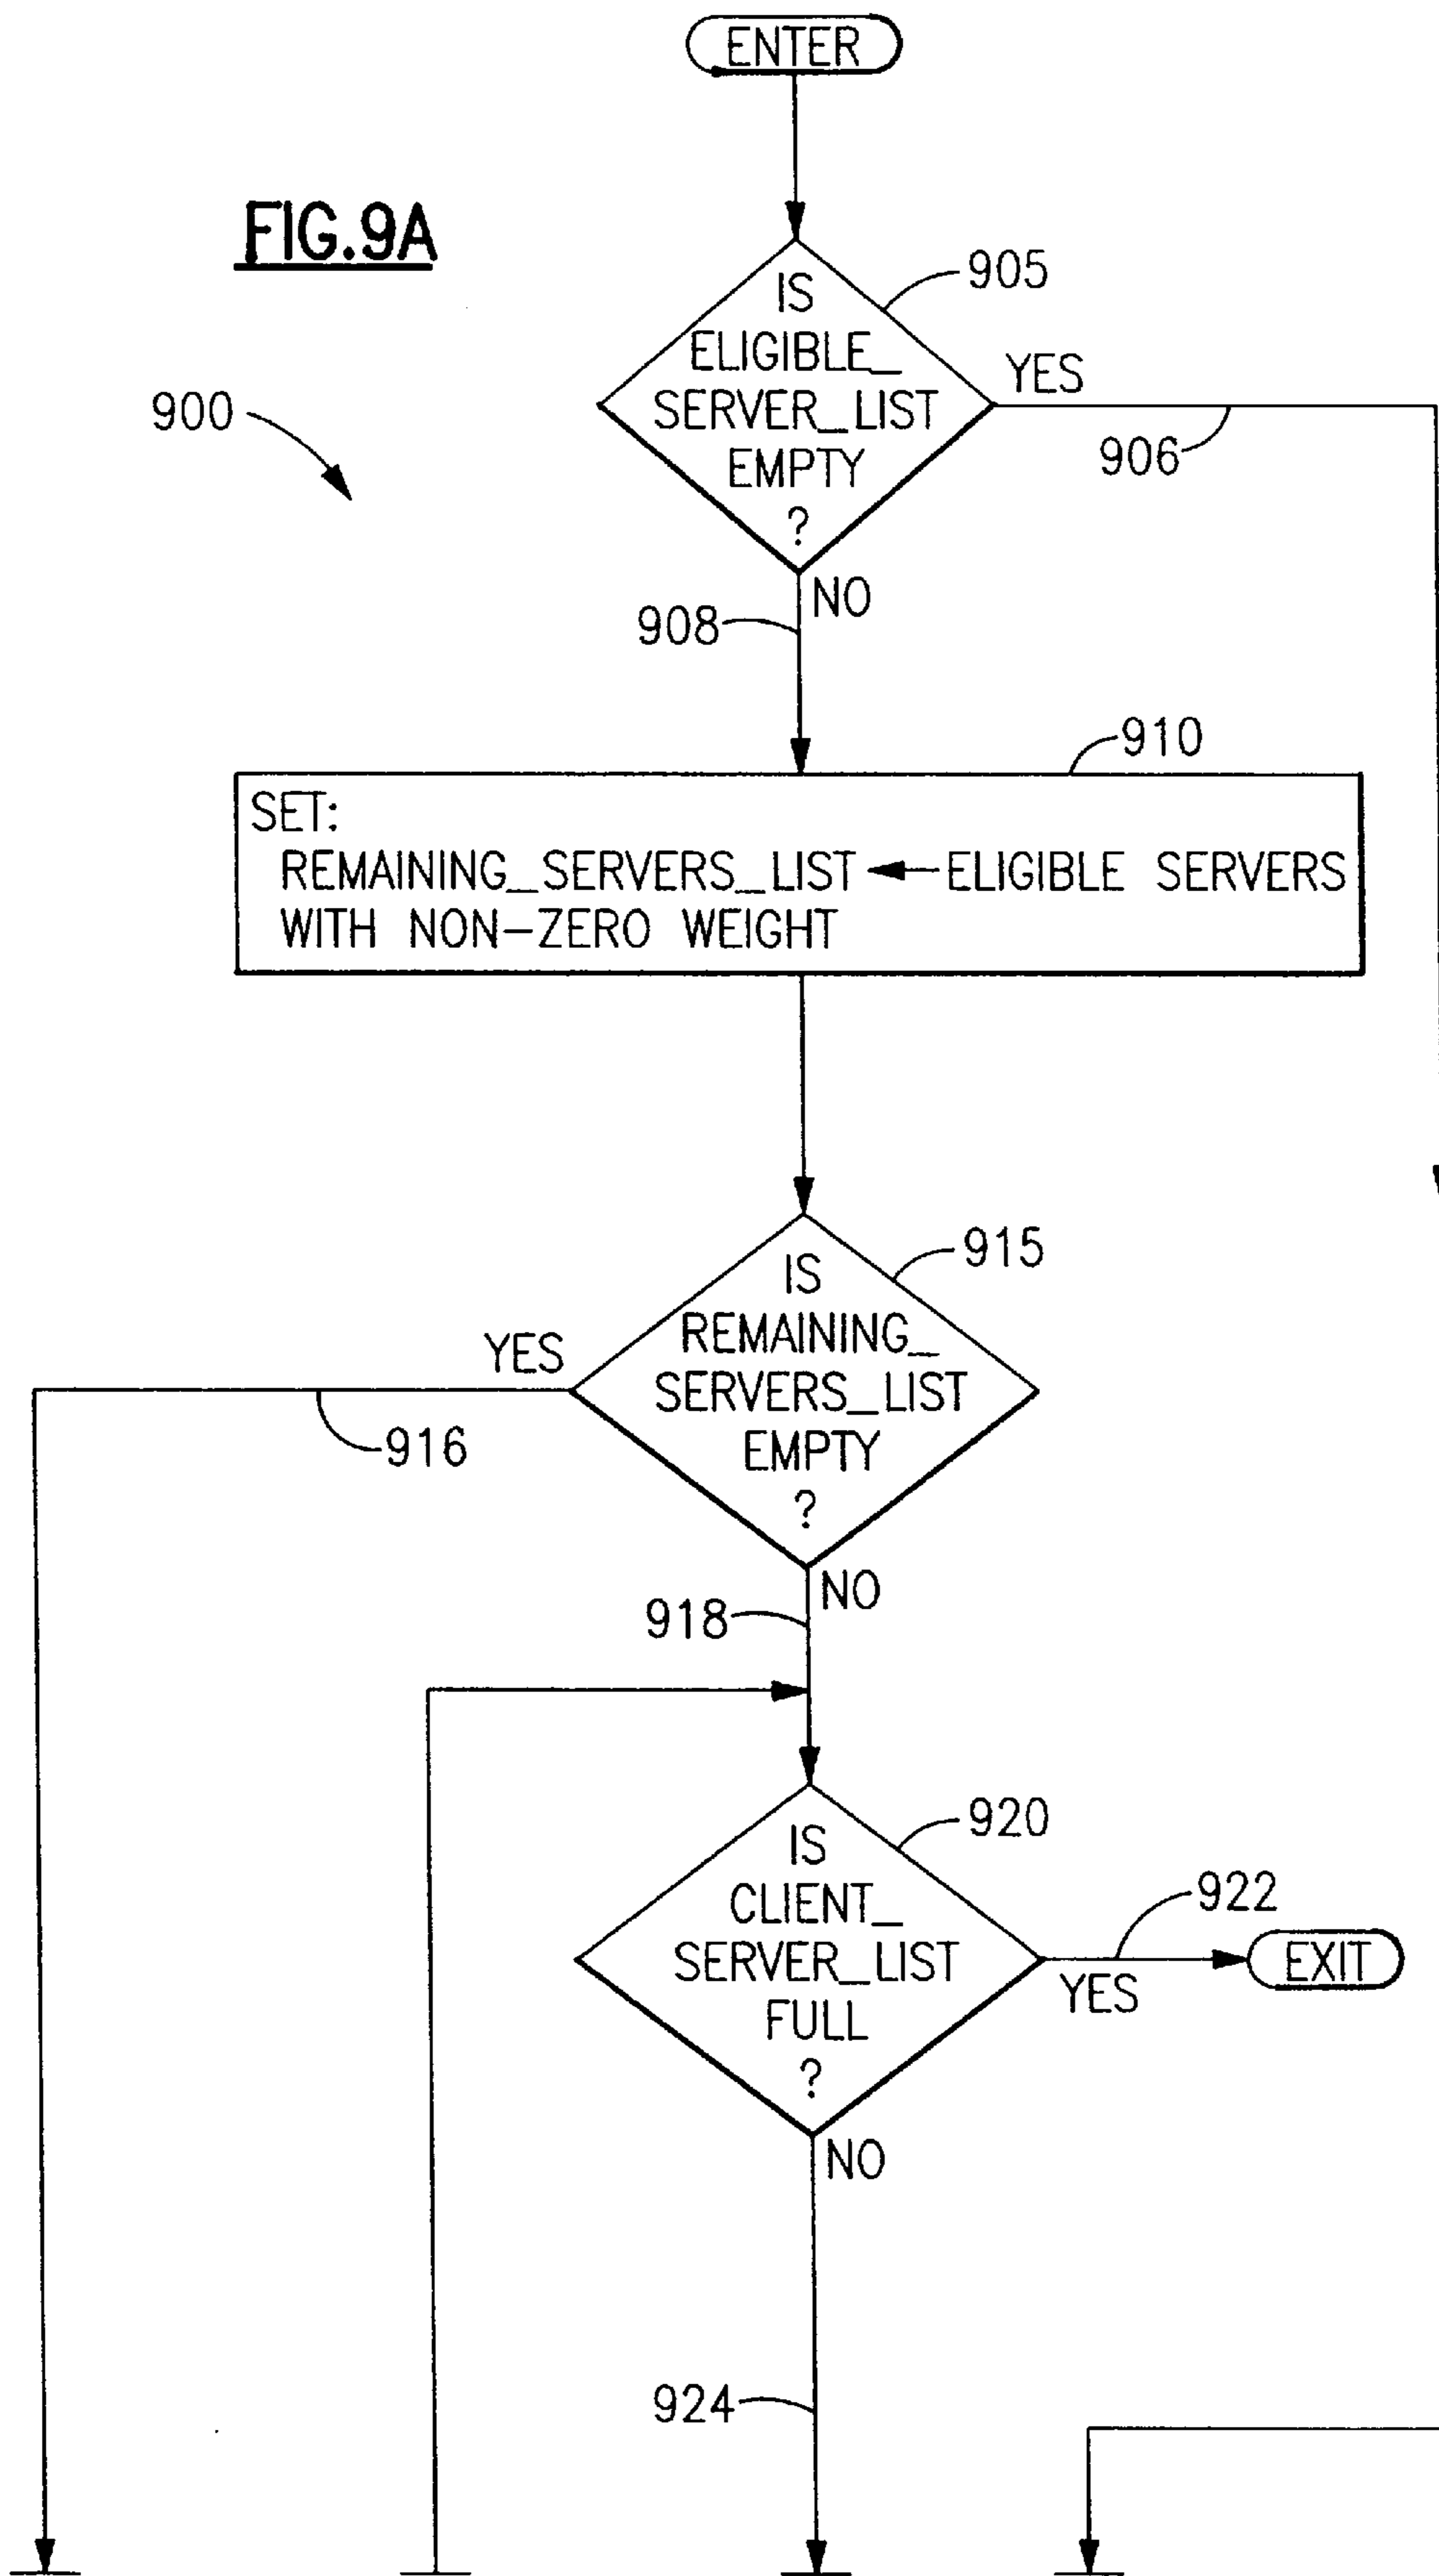 ENTER
FIG.9A
905
IS
ELIGIBLE_
SERVER_LIST
EMPTY
?
YES
906
900
NO
908
910
SET:
REMAINING_SERVERS_LIST ← ELIGIBLE SERVERS
WITH NON-ZERO WEIGHT
915
IS
REMAINING_
SERVERS_LIST
EMPTY
?
YES
916
NO
918
920
IS
CLIENT_
SERVER_LIST
FULL
?
922
YES
EXIT
NO
924